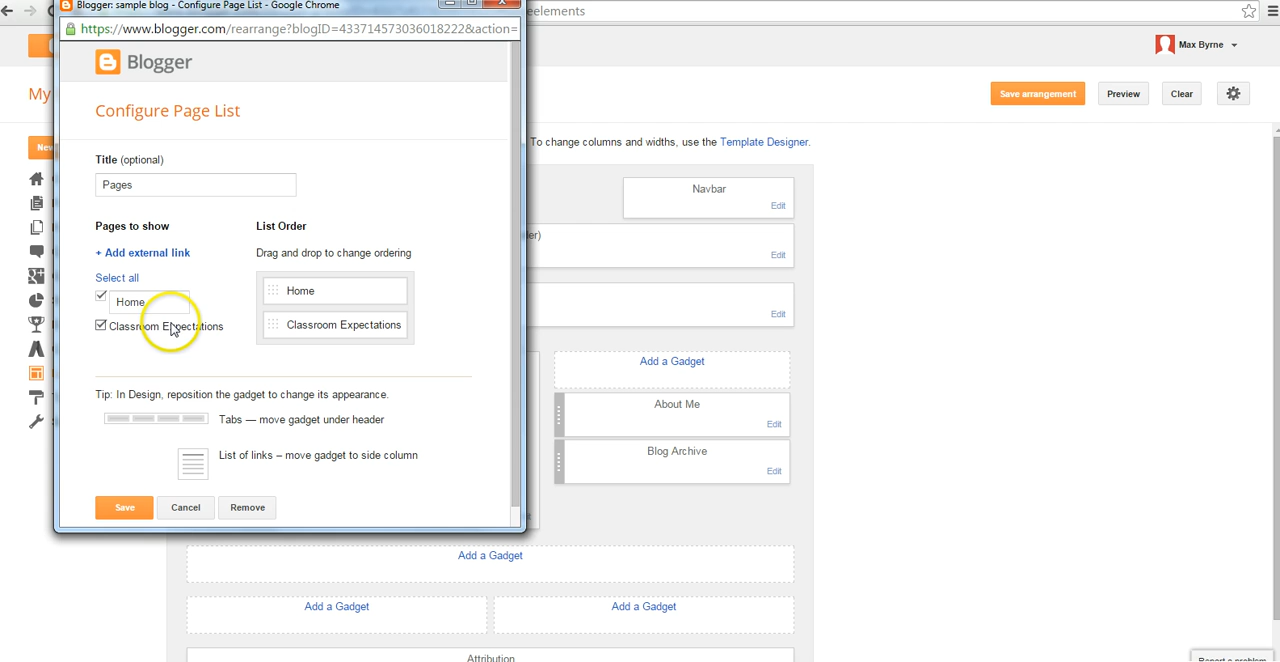 Blogger: sample blog - Configure Page List - Google Chrome
https://www.blogger.com/rearrange?blogID=433714573036018222&action=
eelements
Max Byrne
Blogger
My
Save arrangement
Preview
Clear
Configure Page List
To change columns and widths, use the Template Designer.
New
Title (optional)
Pages
Navbar
Edit
Pages to show
List Order
der)
+ Add external link
Drag and drop to change ordering
Edit
Select all
Home
Home
Classroom Expectations
Classroom Expectations
Edit
Add a Gadget
Tip: In Design, reposition the gadget to change its appearance.
About Me
Edit
Tabs — move gadget under header
Blog Archive
Edit
List of links – move gadget to side column
Save
Cancel
Remove
Add a Gadget
Add a Gadget
Add a Gadget
Attribution
Report a problem